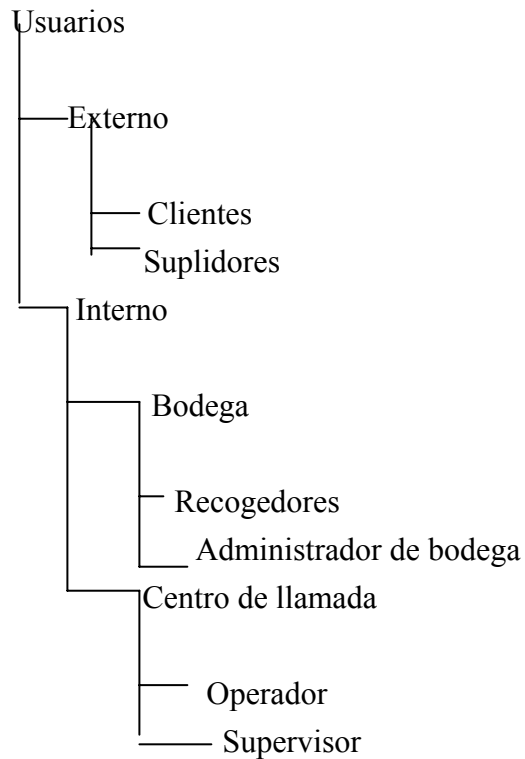 Usuarios
Externo
Clientes
Suplidores
Interno
Bodega
Recogedores
Administrador de bodega
Centro de llamada
Operador
Supervisor